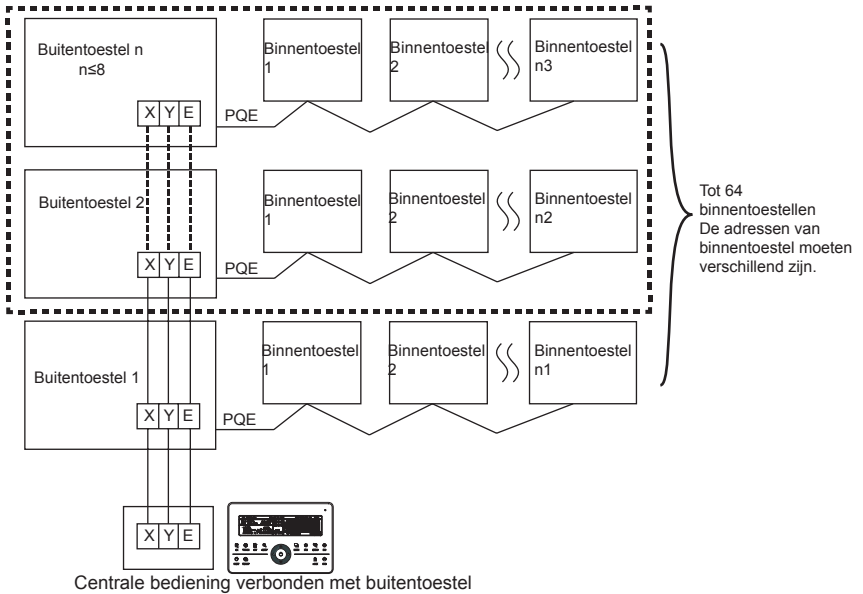 Buitentoestel n
n≤8
X Y E
PQE
Binnentoestel
1
Binnentoestel
2
Binnentoestel
n3
Buitentoestel 2
X Y E
PQE
Binnentoestel
1
Binnentoestel
2
Binnentoestel
n2
Buitentoestel 1
X Y E
PQE
Binnentoestel
1
Binnentoestel
2
Binnentoestel
n1
Tot 64
binnentoestellen
De adressen van
binnentoestel moeten
verschillend zijn.
X Y E
Centrale bediening verbonden met buitentoestel